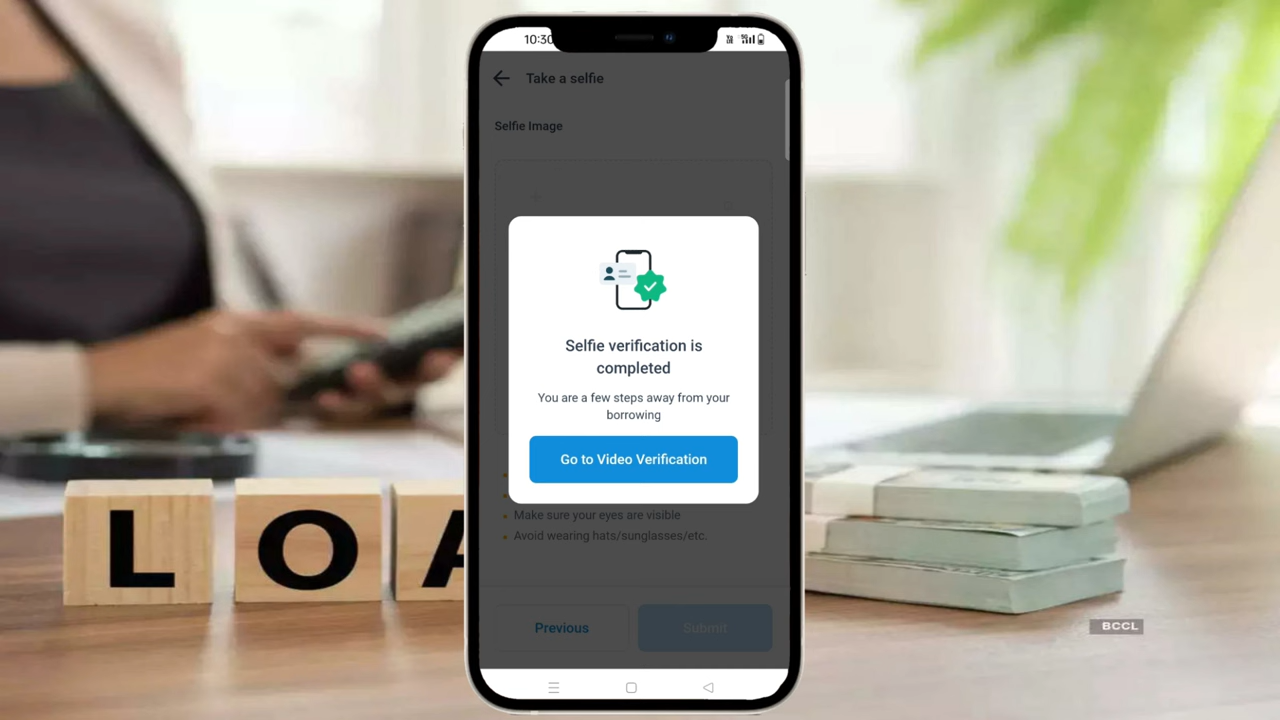 10:30
Take a selfie
Selfie Image
Selfie verification is
completed
You are a few steps away from your
borrowing
Go to Video Verification
Make sure your eyes are visible
Avoid wearing hats/sunglasses/etc.
Previous
Submit
L O A
BCCL